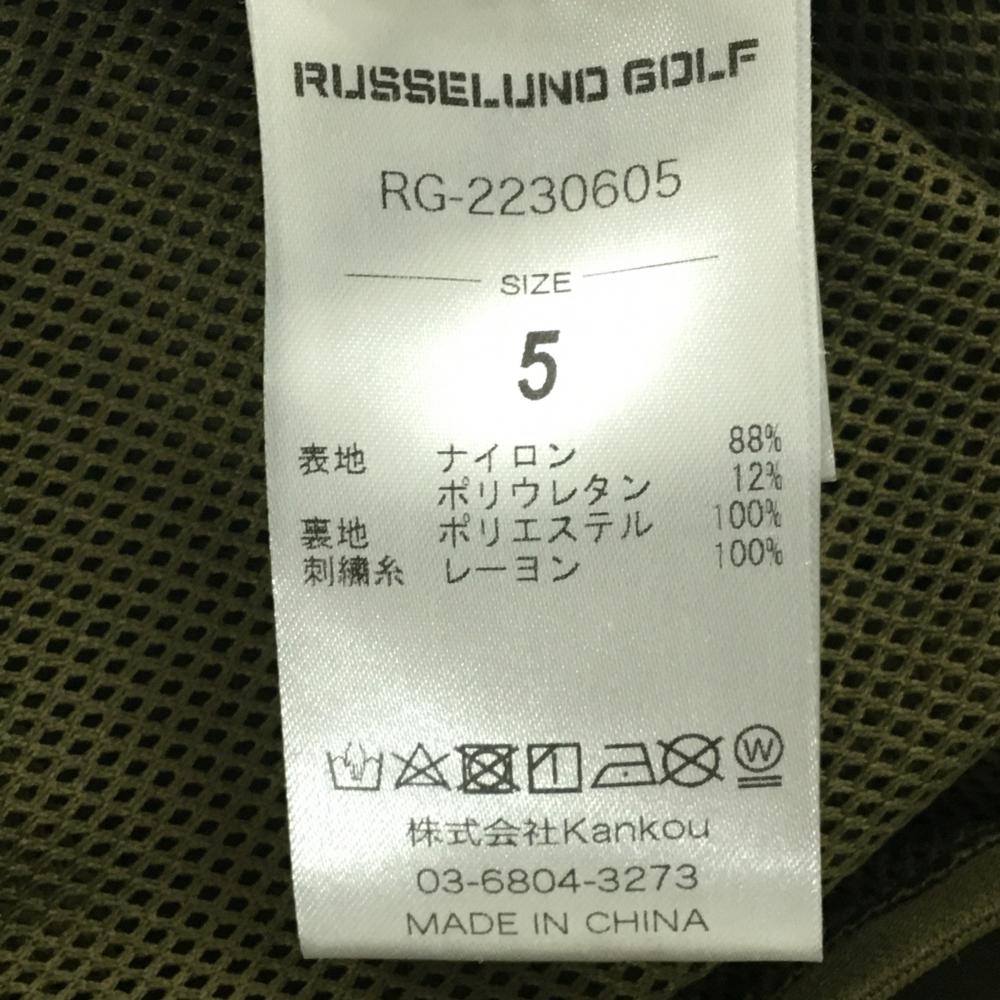 RUSSELUNO GOLF
RG-2230605
SIZE
5
表地 ナイロン 88%
ポリウレタン 12%
裏地 ポリエステル 100%
刺繍糸 レーヨン 100%
W
株式会社Kankou
03-6804-3273
MADE IN CHINA